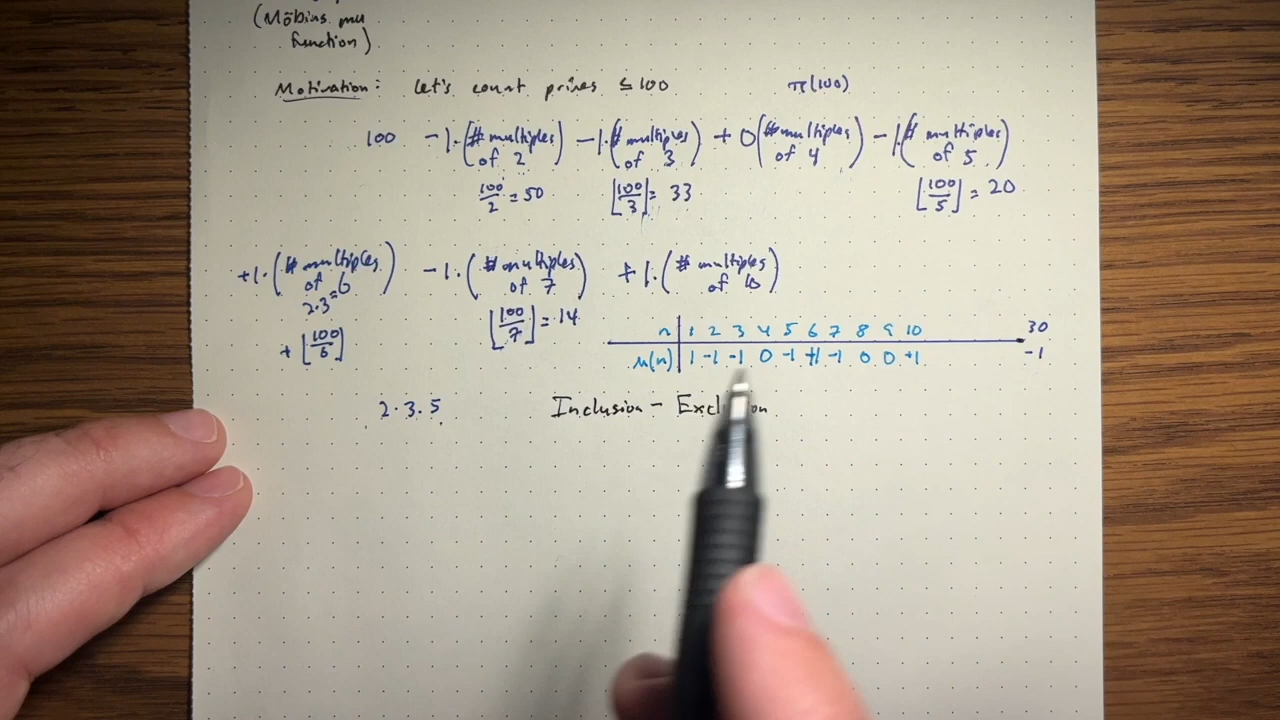 (Möbius mu
function)
Motivation: Let's count primes ≤100 π(100)
100 -1·(# multiples of 2) -1·(# multiples of 3) +0(# multiples of 4) -1·(# multiples of 5)
100/2 = 50 ⌊100/3⌋ = 33 ⌊100/5⌋ = 20
+1·(# multiples of 6) -1·(# multiples of 7) +1·(# multiples of 10)
2·3=6
⌊100/7⌋ = 14
+ ⌊100/6⌋
n 1 2 3 4 5 6 7 8 9 10 30
μ(n) 1 -1 -1 0 -1 +1 -1 0 0 +1 -1
2·3·5 Inclusion-